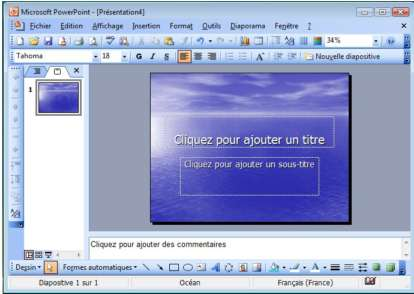 Microsoft PowerPoint - [Présentation4]
Fichier Edition Affichage Insertion Format Outils Diaporama Fenêtre ?
34%
Tahoma 18 G I S Nouvelle diapositive
1
Cliquez pour ajouter un titre
Cliquez pour ajouter un sous-titre
Cliquez pour ajouter des commentaires
Dessin Formes automatiques
Diapositive 1 sur 1 Océan Français (France)